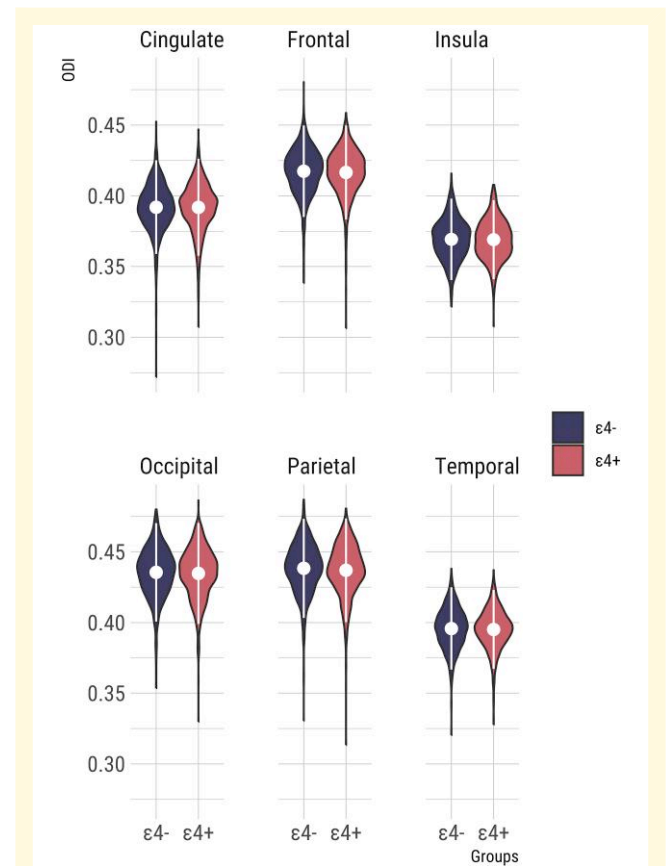 Cingulate Frontal Insula
ODI
0.45
0.40
0.35
0.30
ε4-
ε4+
Occipital Parietal Temporal
0.45
0.40
0.35
0.30
ε4- ε4+ ε4- ε4+ ε4- ε4+
Groups